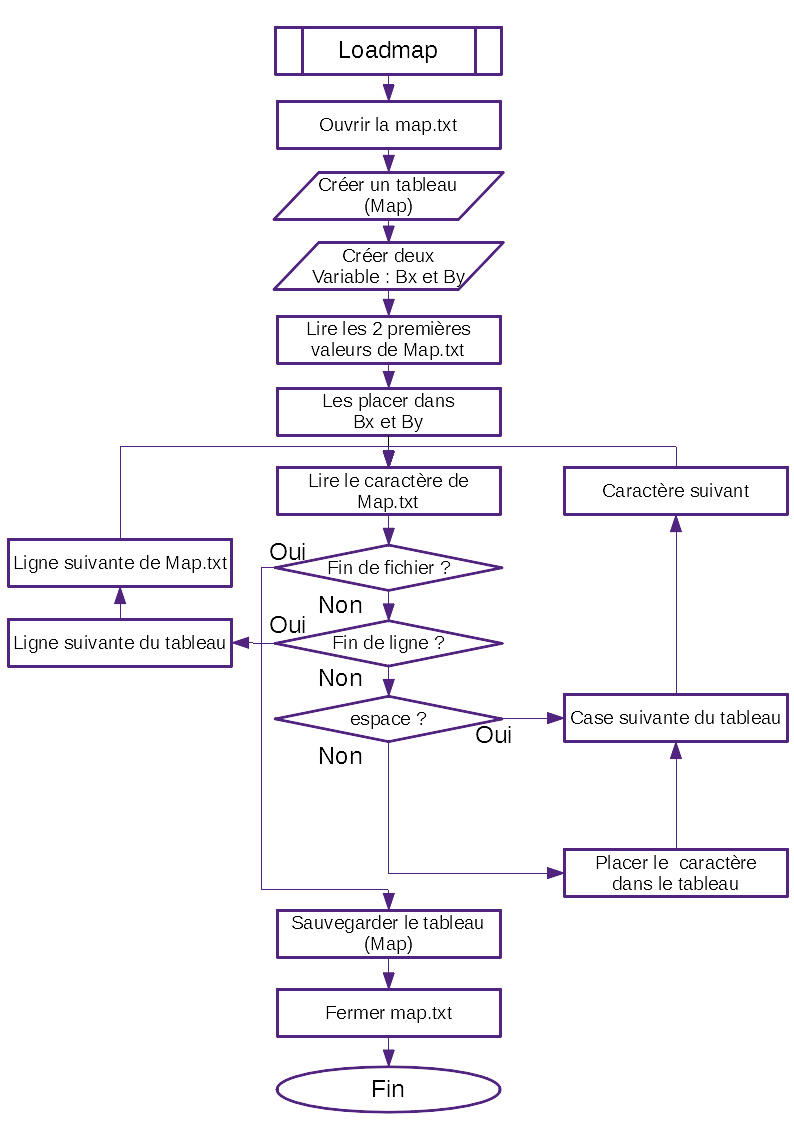 Loadmap
Ouvrir la map.txt
Créer un tableau
(Map)
Créer deux
Variable : Bx et By
Lire les 2 premières
valeurs de Map.txt
Les placer dans
Bx et By
Lire le caractère de
Map.txt
Caractère suivant
Oui
Fin de fichier ?
Ligne suivante de Map.txt
Non
Oui
Fin de ligne ?
Ligne suivante du tableau
Non
espace ?
Oui
Case suivante du tableau
Non
Placer le  caractère
dans le tableau
Sauvegarder le tableau
(Map)
Fermer map.txt
Fin